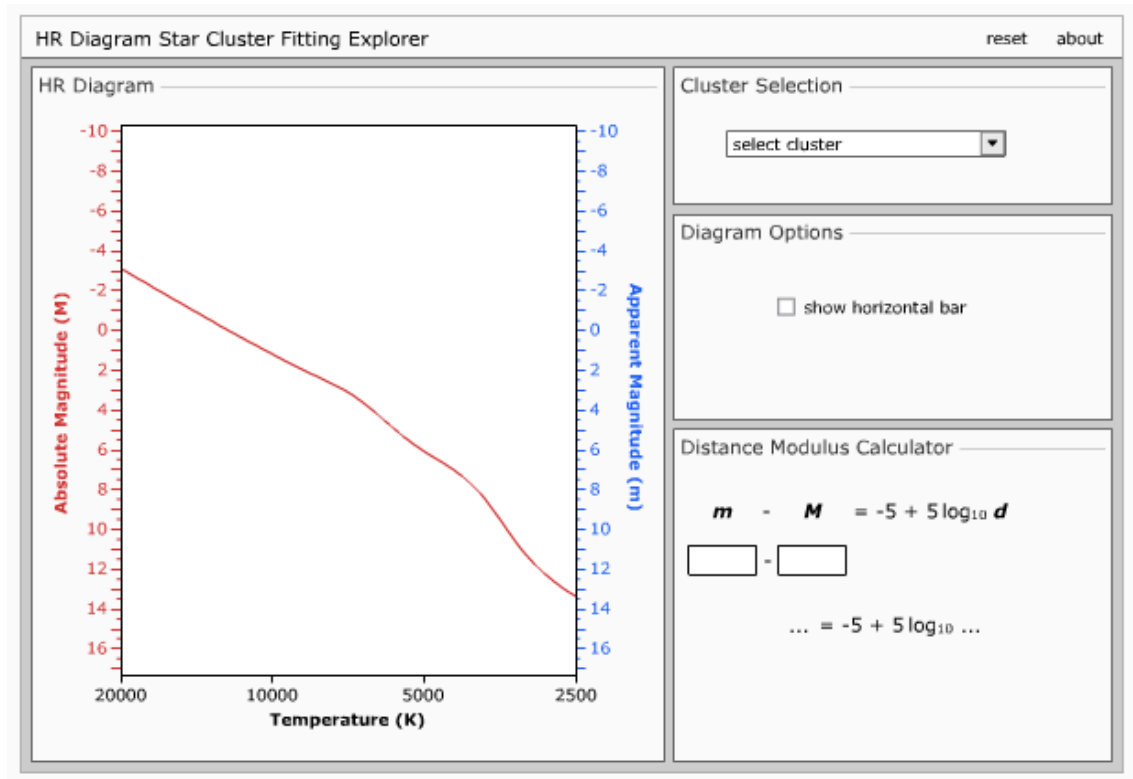 HR Diagram Star Cluster Fitting Explorer
reset about
HR Diagram
-10
-8
-6
-4
-2
0
2
4
6
8
10
12
14
16
Absolute Magnitude (M)
-10
-8
-6
-4
-2
0
2
4
6
8
10
12
14
16
Apparent Magnitude (m)
20000 10000 5000 2500
Temperature (K)
Cluster Selection
select cluster
Diagram Options
show horizontal bar
Distance Modulus Calculator
m - M = -5 + 5 log₁₀ d
-
... = -5 + 5 log₁₀ ...